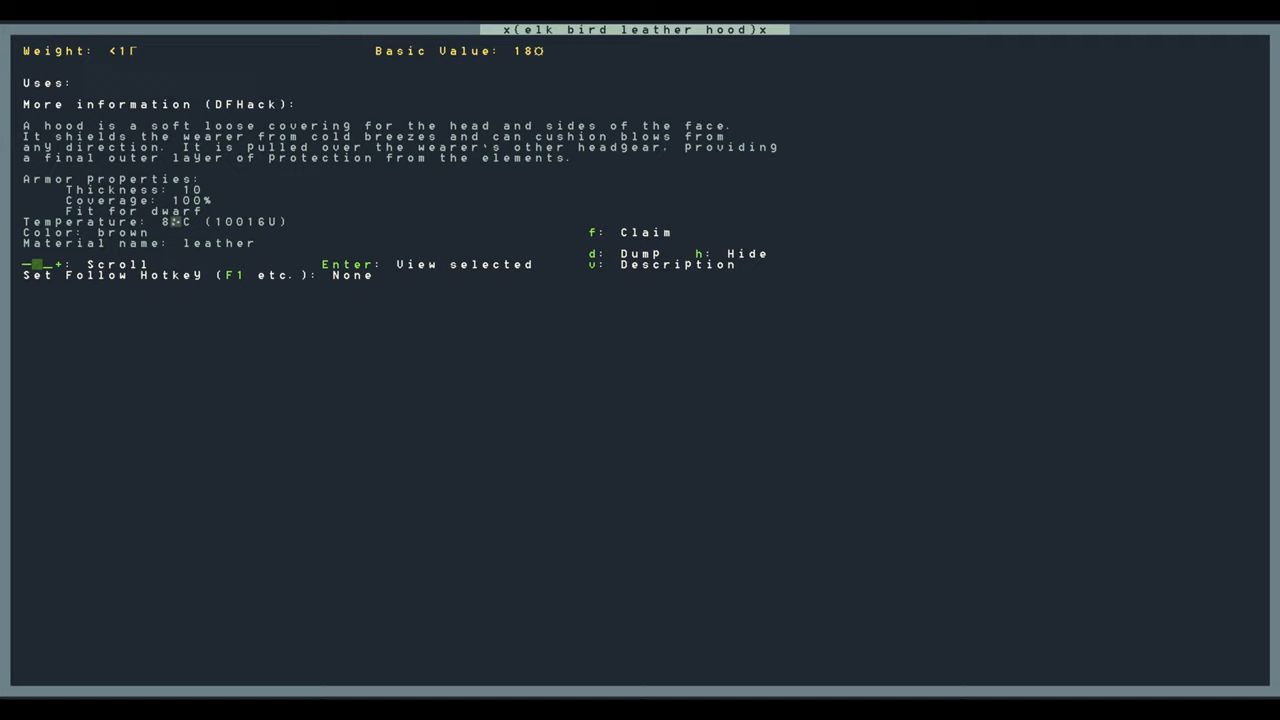 x(elk bird leather hood)x
Weight: <1Γ Basic Value: 18☼
Uses:
More information (DFHack):
A hood is a soft loose covering for the head and sides of the face.
It shields the wearer from cold breezes and can cushion blows from
any direction. It is pulled over the wearer's other headgear, providing
a final outer layer of protection from the elements.
Armor properties:
Thickness: 10
Coverage: 100%
Fit for dwarf
Temperature: 8░C (10016U)
Color: brown
Material name: leather
f: Claim
d: Dump h: Hide
-■_+: Scroll Enter: View selected v: Description
Set Follow Hotkey (F1 etc.): None